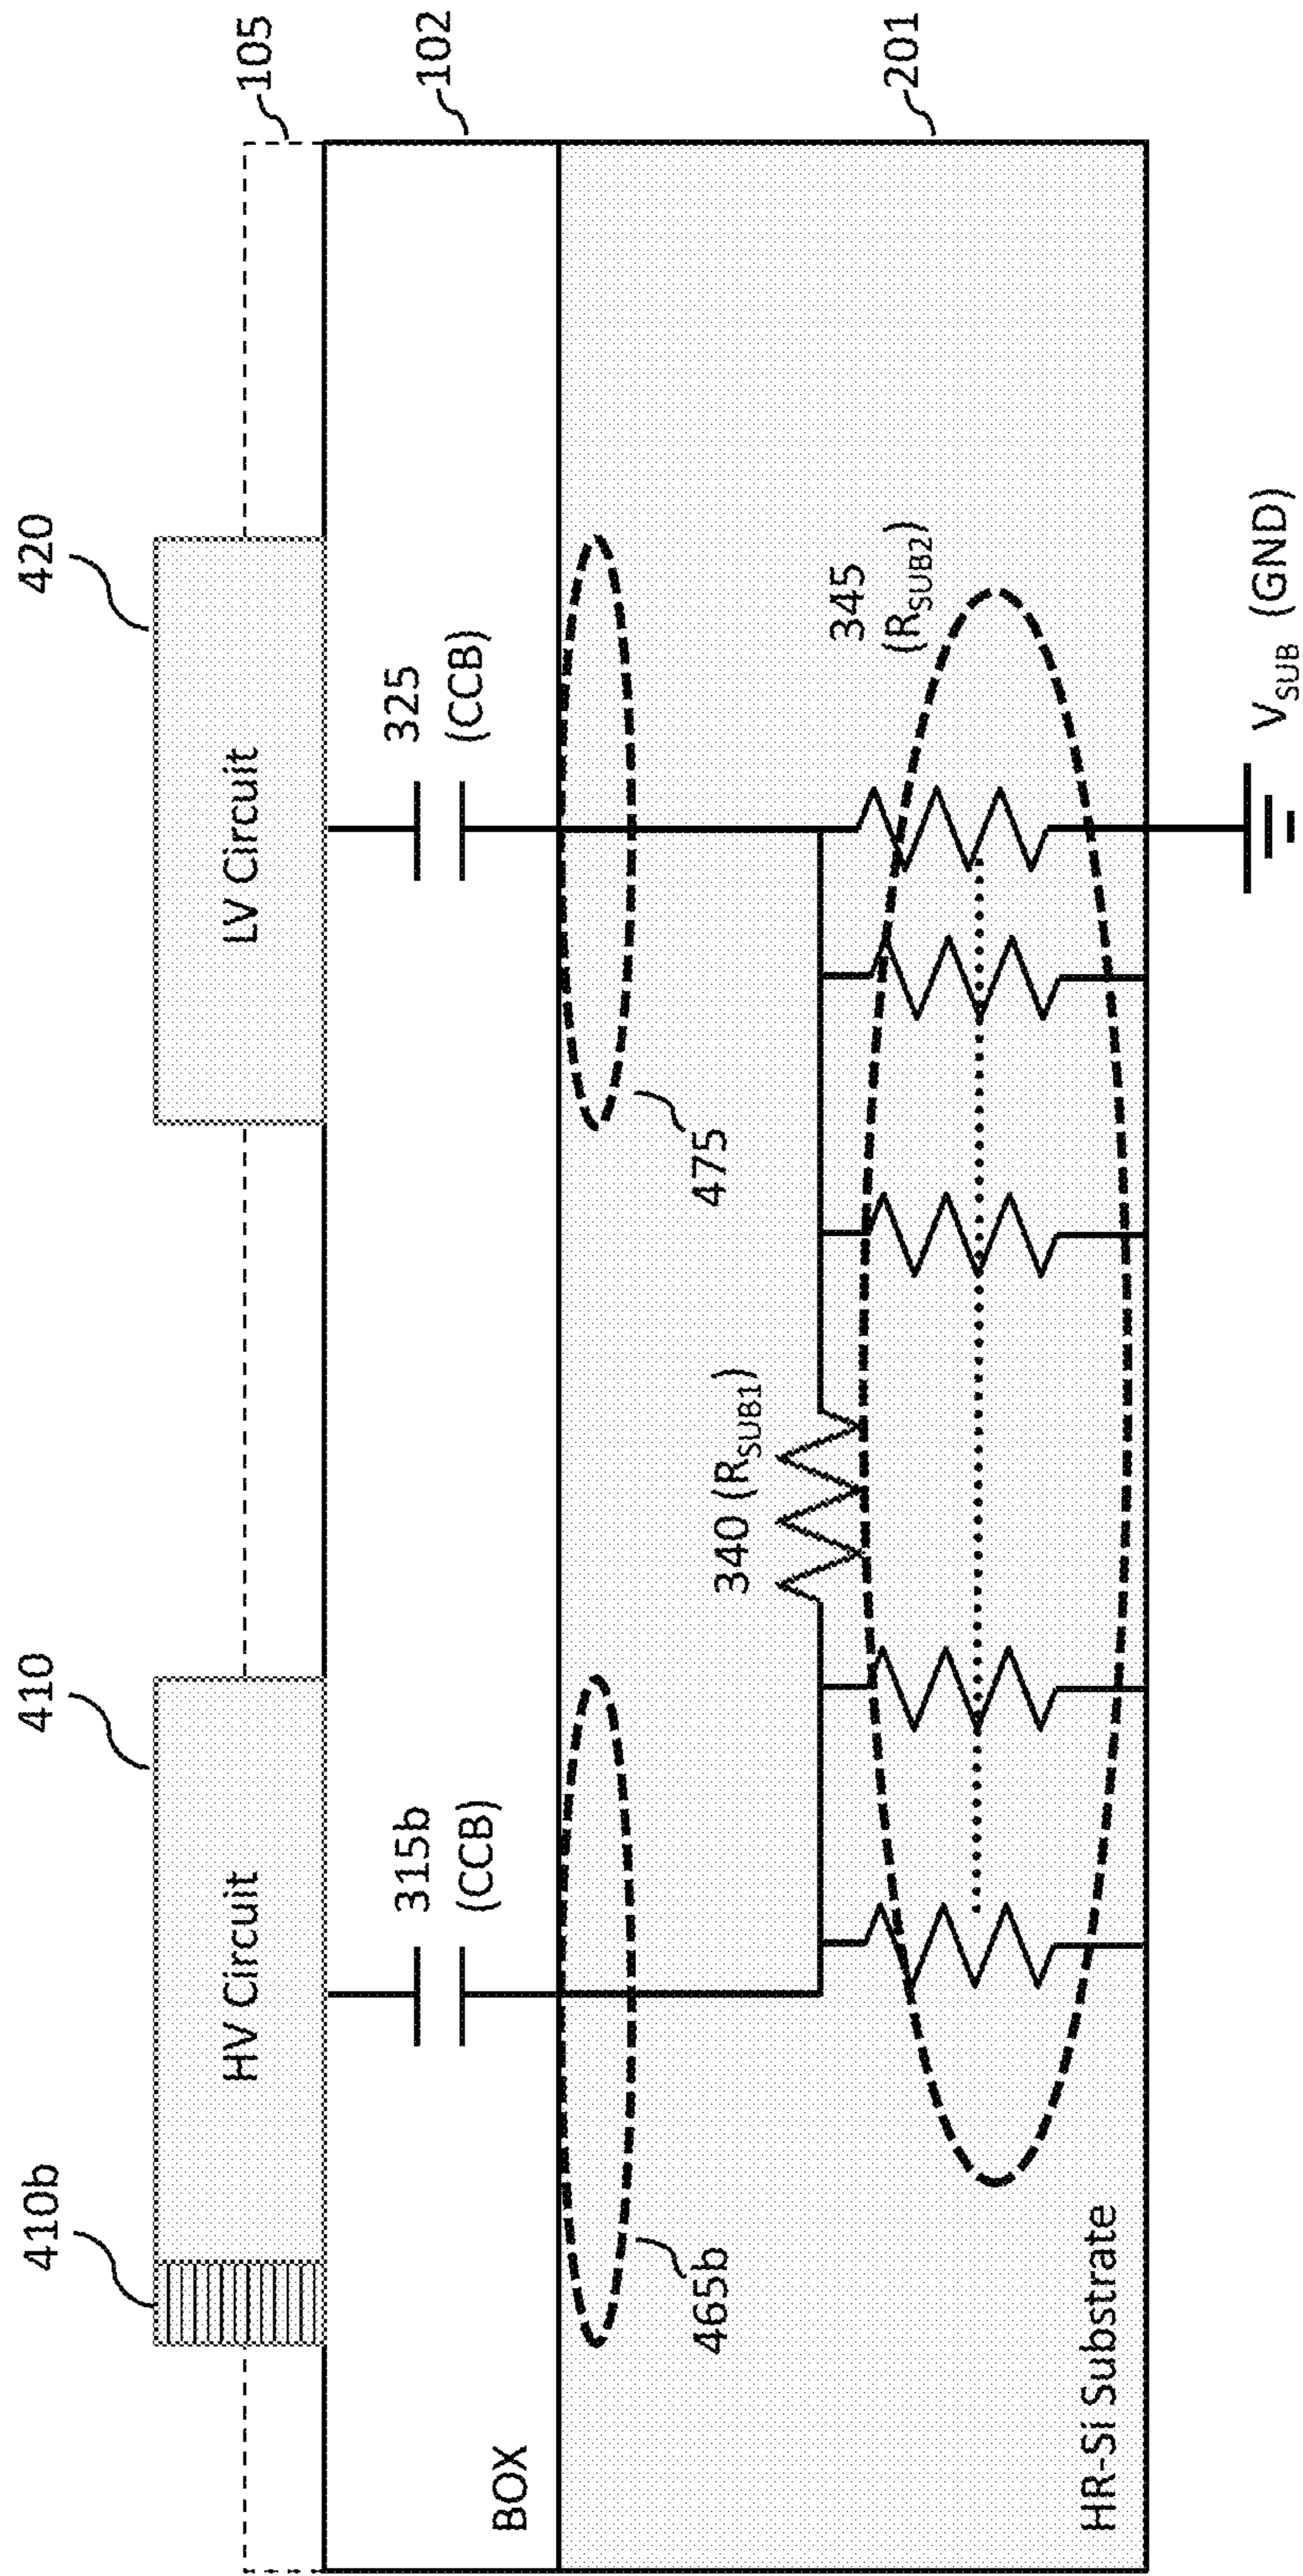 410b
410
420
HV Circuit
LV Circuit
105
315b
(CCB)
325
(CCB)
BOX
102
465b
475
340 (RSUB1)
345
(RSUB2)
201
HR-Si Substrate
VSUB (GND)